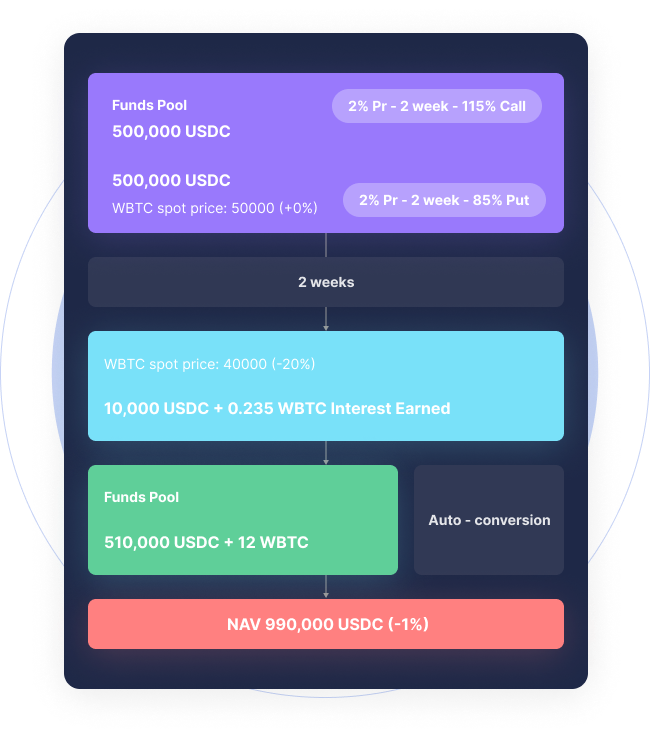 Funds Pool
2% Pr - 2 week - 115% Call
500,000 USDC
500,000 USDC
WBTC spot price: 50000 (+0%)
2% Pr - 2 week - 85% Put
2 weeks
WBTC spot price: 40000 (-20%)
10,000 USDC + 0.235 WBTC Interest Earned
Funds Pool
510,000 USDC + 12 WBTC
Auto - conversion
NAV 990,000 USDC (-1%)